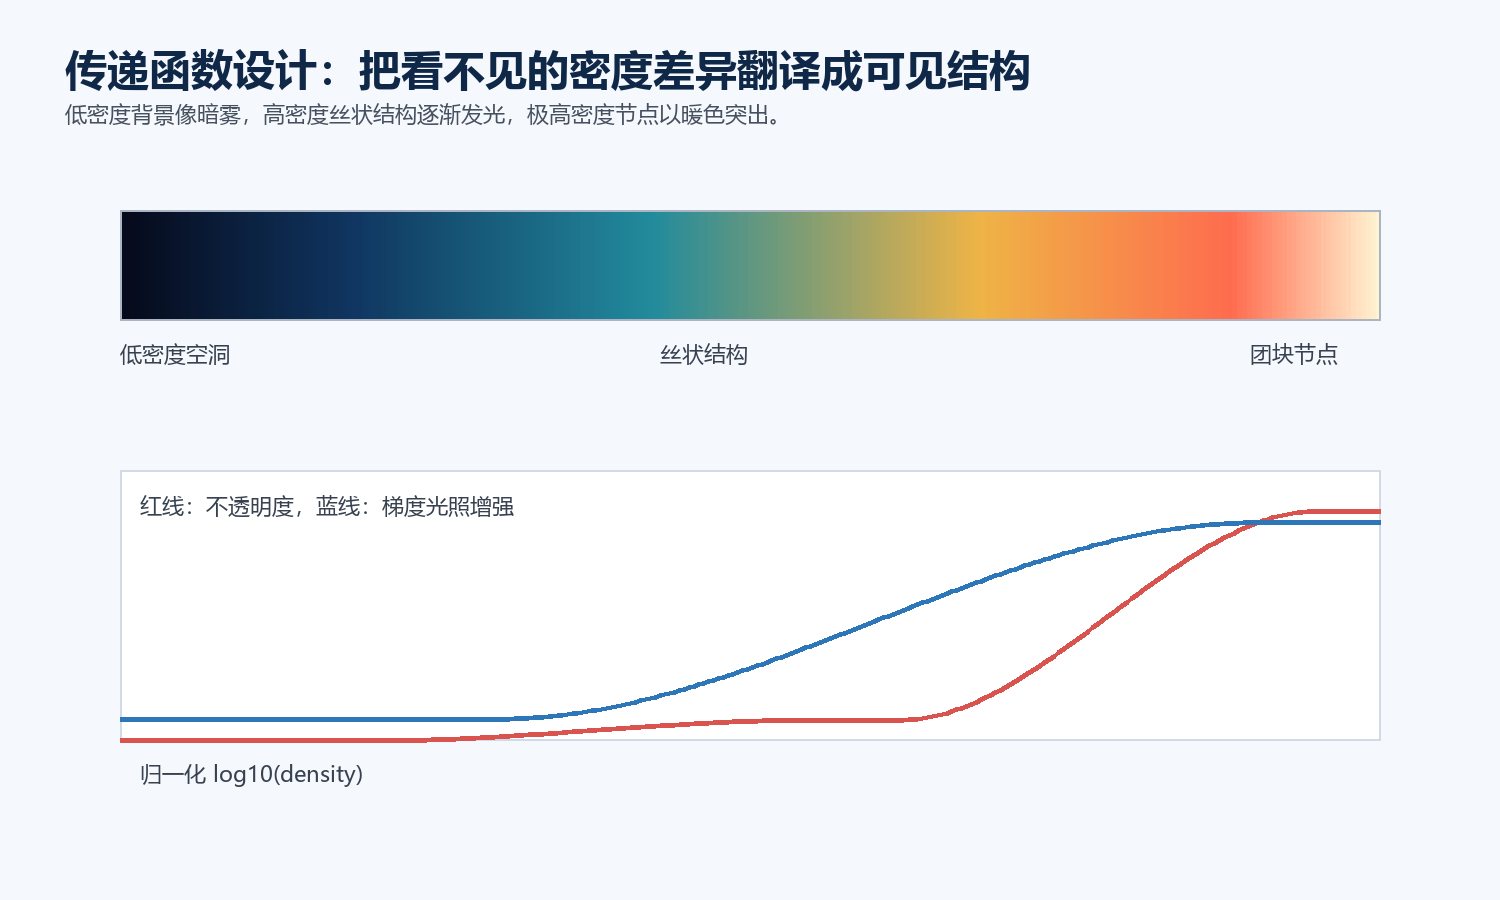 传递函数设计：把看不见的密度差异翻译成可见结构
低密度背景像暗雾，高密度丝状结构逐渐发光，极高密度节点以暖色突出。
低密度空洞
丝状结构
团块节点
红线：不透明度，蓝线：梯度光照增强
归一化 log10(density)